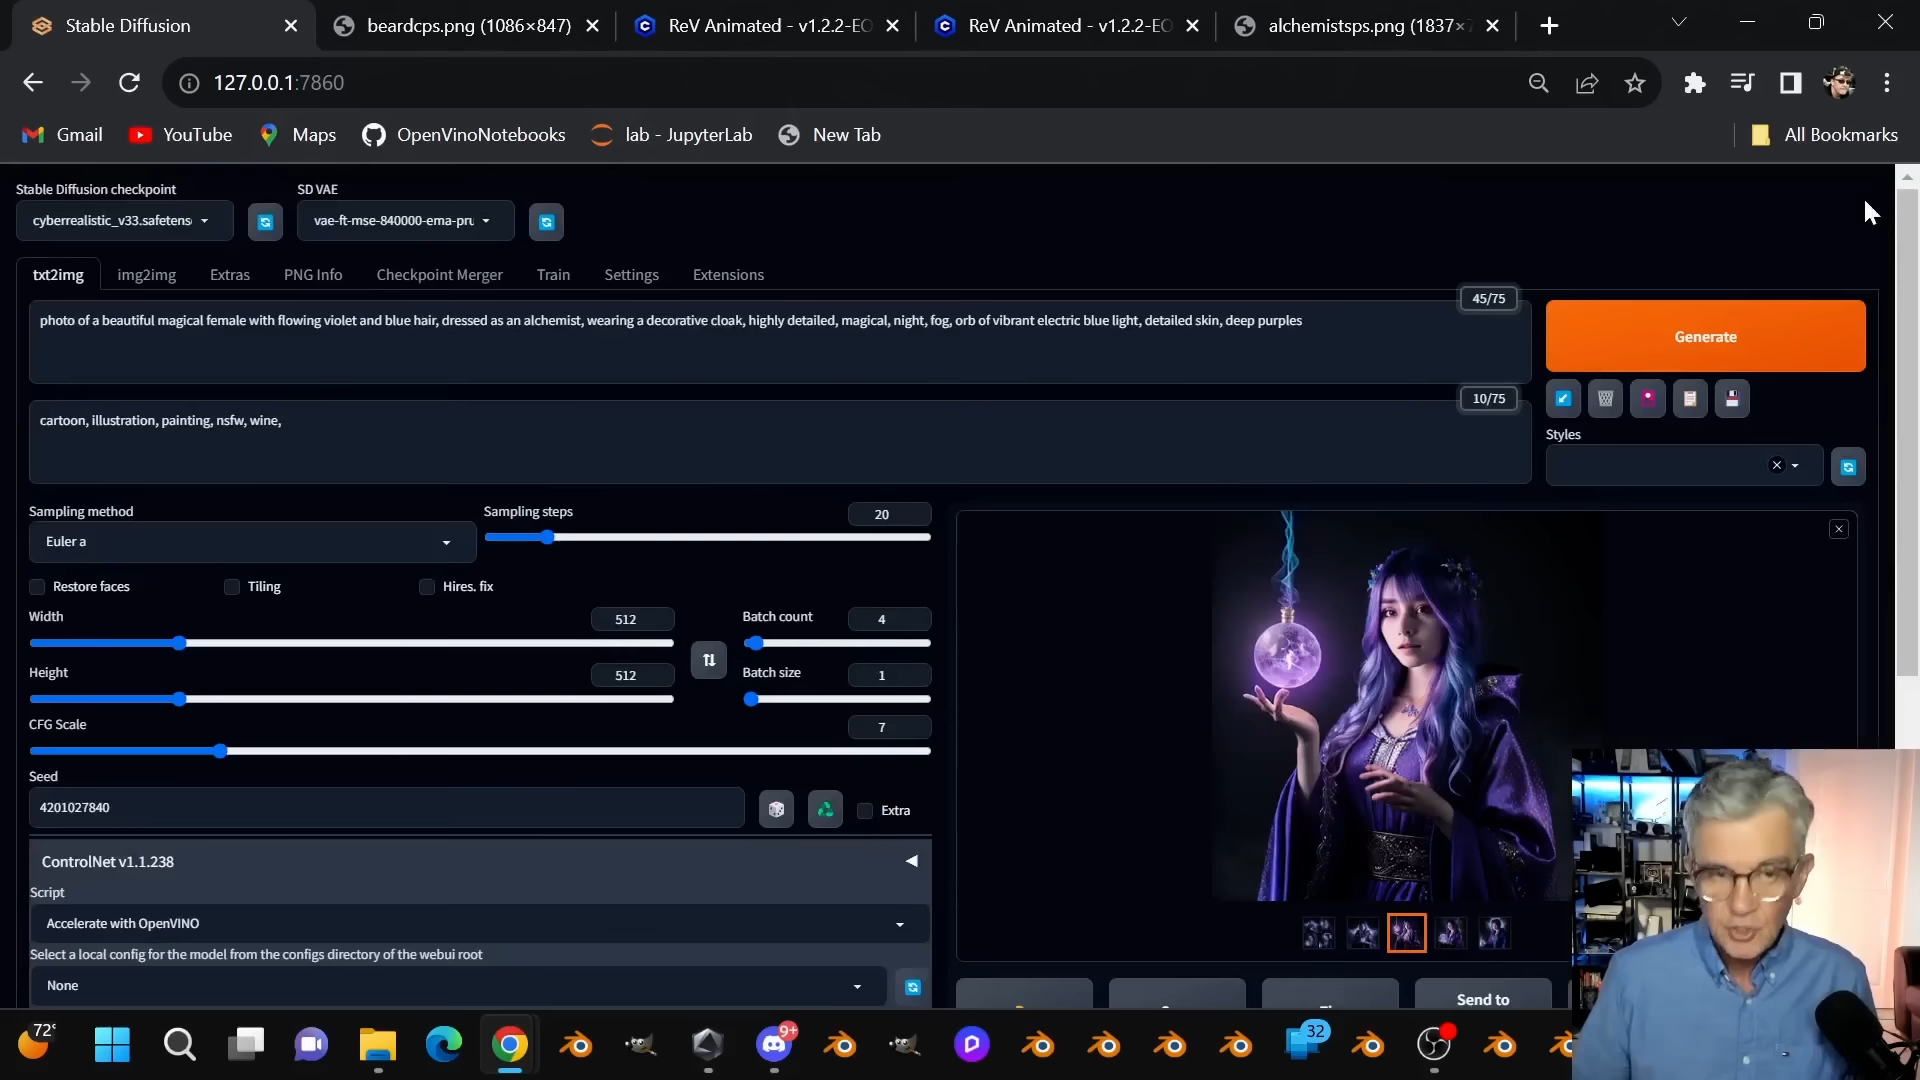 Stable Diffusion
beardcps.png (1086×847)
ReV Animated - v1.2.2-EO
ReV Animated - v1.2.2-EO
alchemistsps.png (1837×
127.0.0.1:7860
Gmail
YouTube
Maps
OpenVinoNotebooks
lab - JupyterLab
New Tab
All Bookmarks
Stable Diffusion checkpoint
SD VAE
cyberrealistic_v33.safetens
vae-ft-mse-840000-ema-pru
txt2img
img2img
Extras
PNG Info
Checkpoint Merger
Train
Settings
Extensions
45/75
photo of a beautiful magical female with flowing violet and blue hair, dressed as an alchemist, wearing a decorative cloak, highly detailed, magical, night, fog, orb of vibrant electric blue light, detailed skin, deep purples
Generate
10/75
cartoon, illustration, painting, nsfw, wine,
Styles
Sampling method
Sampling steps
20
Euler a
Restore faces
Tiling
Hires. fix
Width
512
Batch count
4
Height
512
Batch size
1
CFG Scale
7
Seed
4201027840
Extra
ControlNet v1.1.238
Script
Accelerate with OpenVINO
Select a local config for the model from the configs directory of the webui root
None
Send to
72°
9+
32